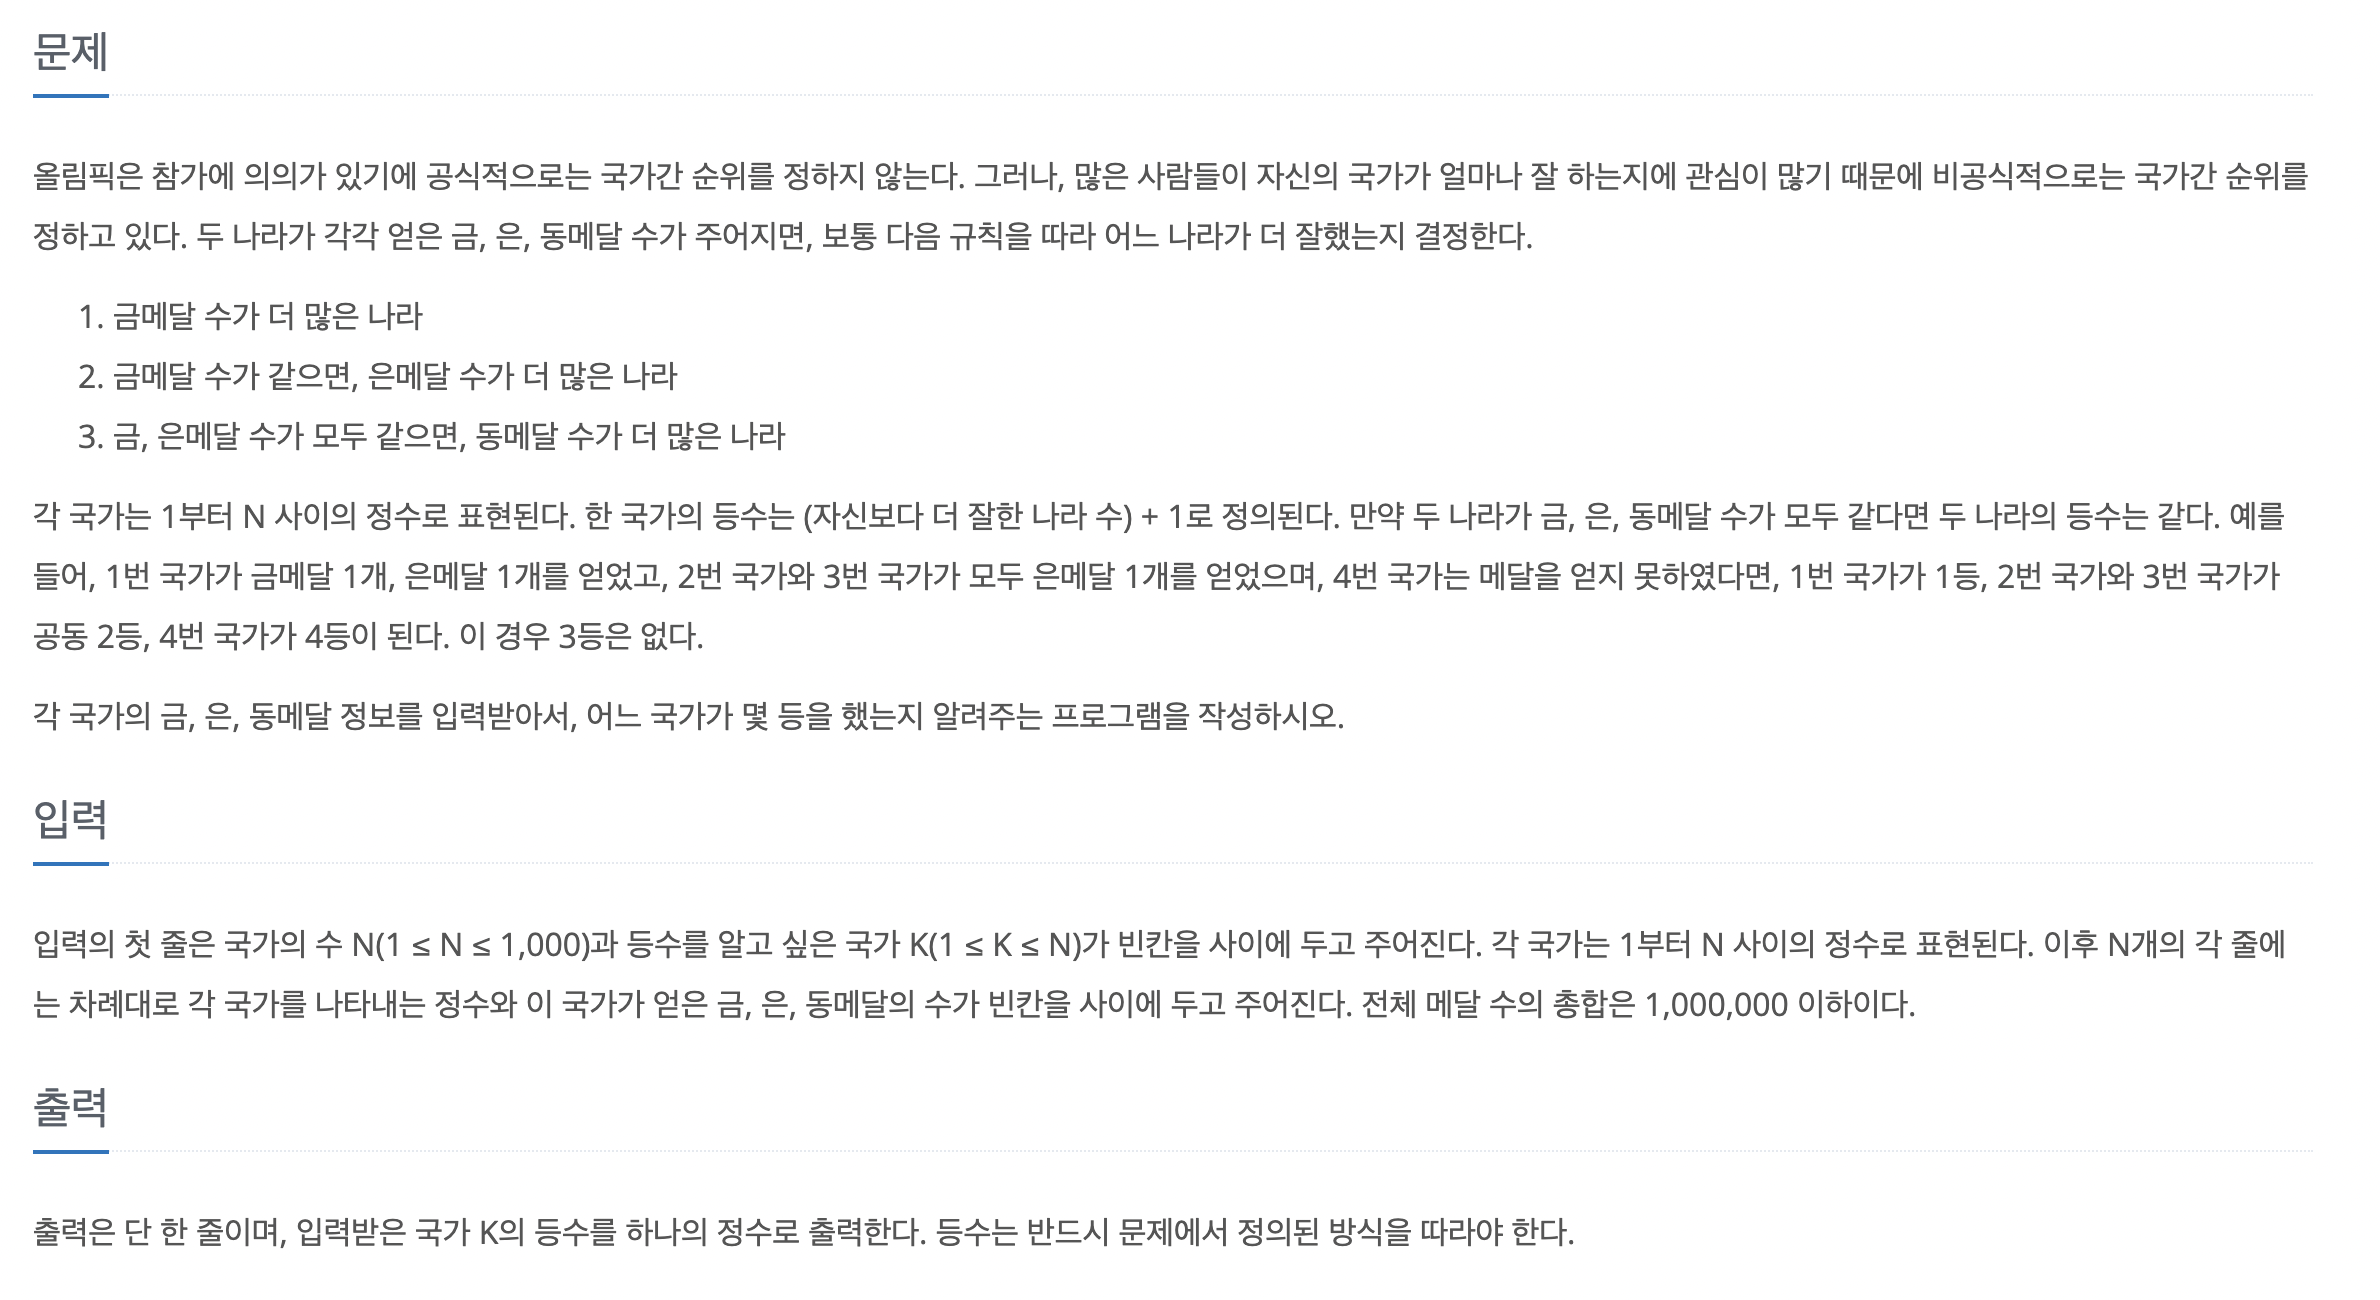 문제
올림픽은 참가에 의의가 있기에 공식적으로는 국가간 순위를 정하지 않는다. 그러나, 많은 사람들이 자신의 국가가 얼마나 잘 하는지에 관심이 많기 때문에 비공식적으로는 국가간 순위를
정하고 있다. 두 나라가 각각 얻은 금, 은, 동메달 수가 주어지면, 보통 다음 규칙을 따라 어느 나라가 더 잘했는지 결정한다.
1. 금메달 수가 더 많은 나라
2. 금메달 수가 같으면, 은메달 수가 더 많은 나라
3. 금, 은메달 수가 모두 같으면, 동메달 수가 더 많은 나라
각 국가는 1부터 N 사이의 정수로 표현된다. 한 국가의 등수는 (자신보다 더 잘한 나라 수) + 1로 정의된다. 만약 두 나라가 금, 은, 동메달 수가 모두 같다면 두 나라의 등수는 같다. 예를
들어, 1번 국가가 금메달 1개, 은메달 1개를 얻었고, 2번 국가와 3번 국가가 모두 은메달 1개를 얻었으며, 4번 국가는 메달을 얻지 못하였다면, 1번 국가가 1등, 2번 국가와 3번 국가가
공동 2등, 4번 국가가 4등이 된다. 이 경우 3등은 없다.
각 국가의 금, 은, 동메달 정보를 입력받아서, 어느 국가가 몇 등을 했는지 알려주는 프로그램을 작성하시오.
입력
입력의 첫 줄은 국가의 수 N(1 ≤ N ≤ 1,000)과 등수를 알고 싶은 국가 K(1 ≤ K ≤ N)가 빈칸을 사이에 두고 주어진다. 각 국가는 1부터 N 사이의 정수로 표현된다. 이후 N개의 각 줄에
는 차례대로 각 국가를 나타내는 정수와 이 국가가 얻은 금, 은, 동메달의 수가 빈칸을 사이에 두고 주어진다. 전체 메달 수의 총합은 1,000,000 이하이다.
출력
출력은 단 한 줄이며, 입력받은 국가 K의 등수를 하나의 정수로 출력한다. 등수는 반드시 문제에서 정의된 방식을 따라야 한다.